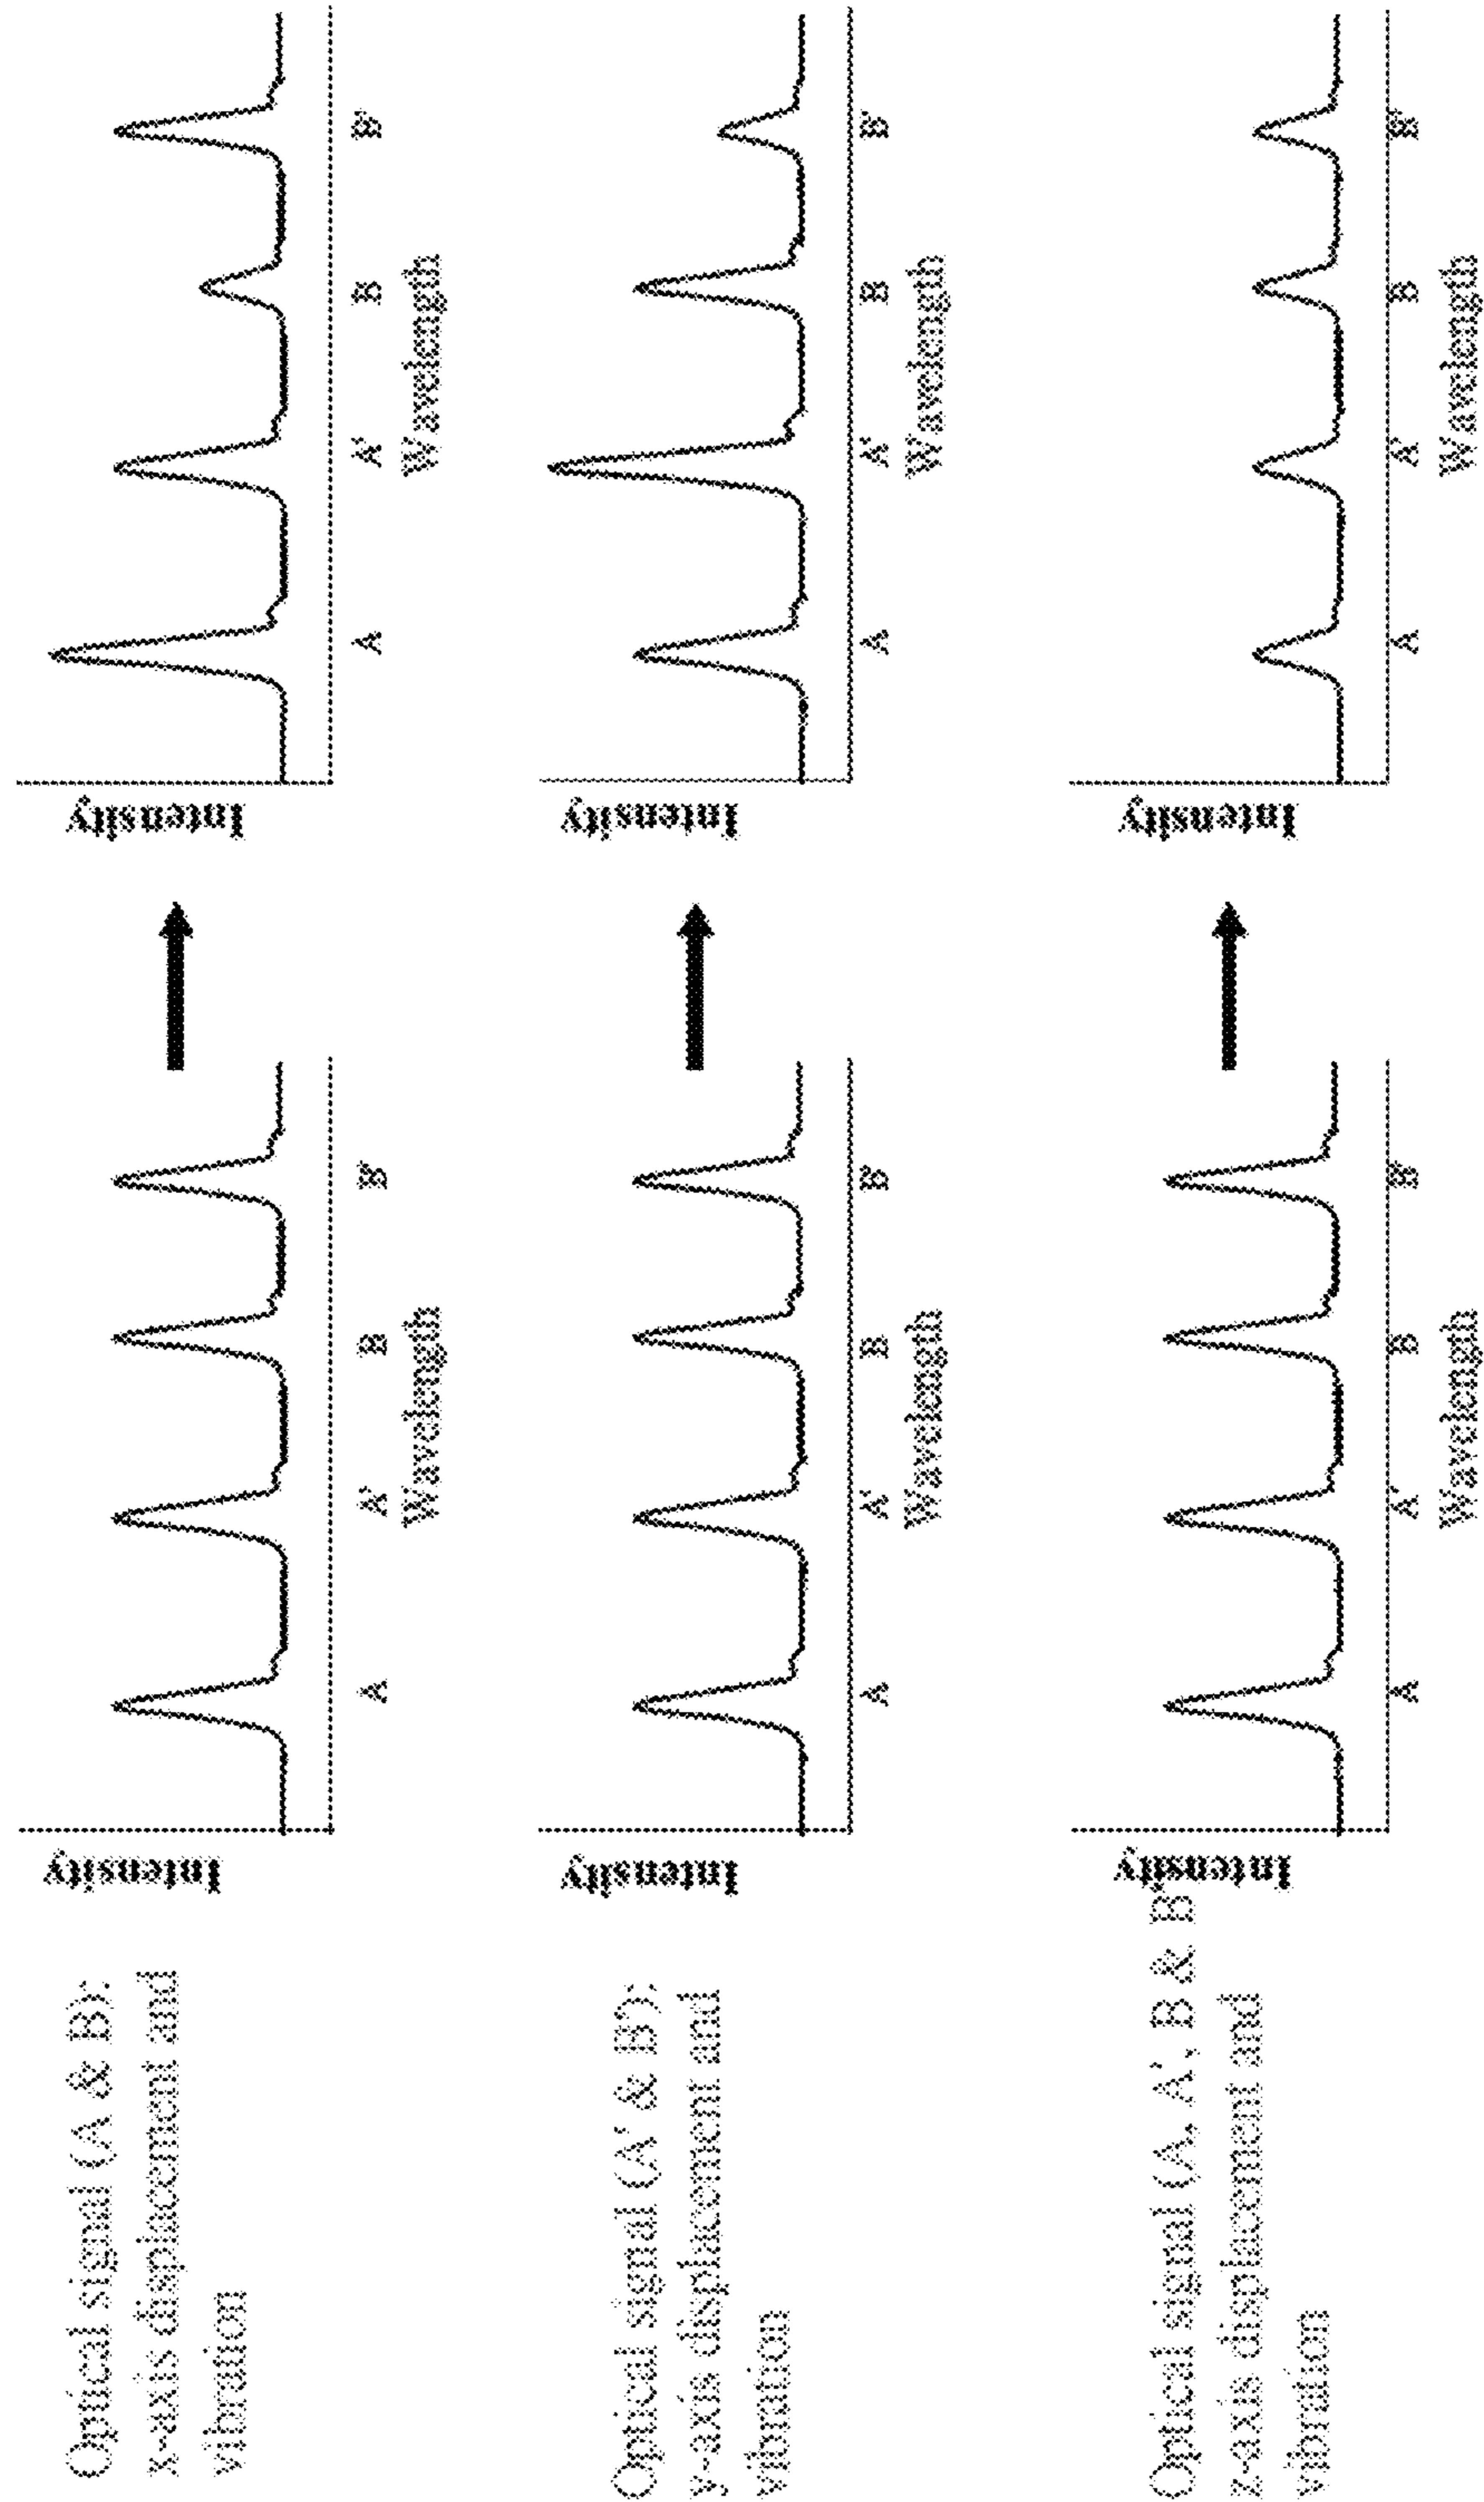 Optical signal (A & B):
x-axis displacement and
vibration
Intensity
A A' B B'
Wavelength
Intensity
A A' B B'
Wavelength
Optical signal (A' & B'):
y-axis displacement and
vibration
Intensity
A A' B B'
Wavelength
Intensity
A A' B B'
Wavelength
Optical signal (A, A', B & B'
z-axis displacement and
vibration
Intensity
A A' B B'
Wavelength
Intensity
A A' B B'
Wavelength